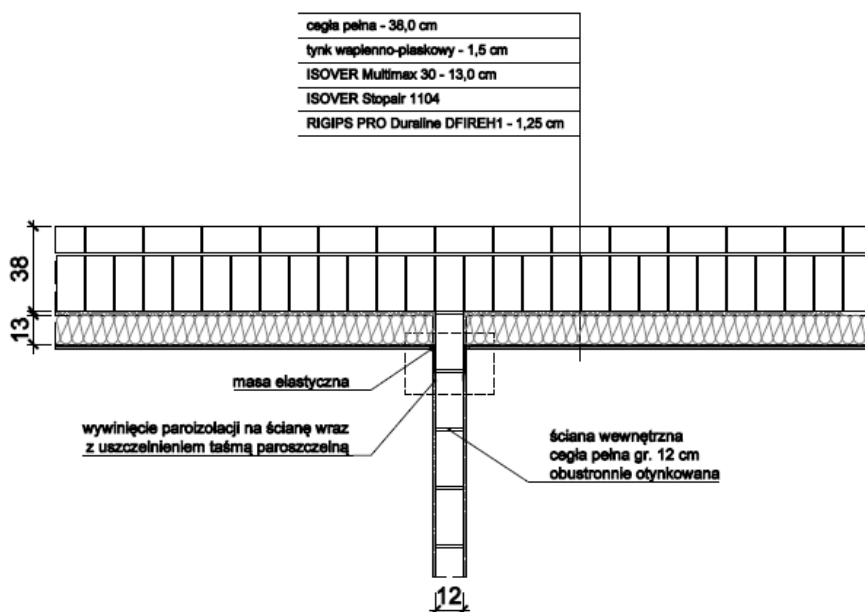 cegła pełna - 38,0 cm
tynk wapienno-piaskowy - 1,5 cm
ISOVER Multimax 30 - 13,0 cm
ISOVER Stopair 1104
RIGIPS PRO Duraline DFIREH1 - 1,25 cm
38
13
masa elastyczna
wywinięcie paroizolacji na ścianę wraz
z uszczelnieniem taśmą paroszczelną
ściana wewnętrzna
cegła pełna gr. 12 cm
obustronnie otynkowana
12